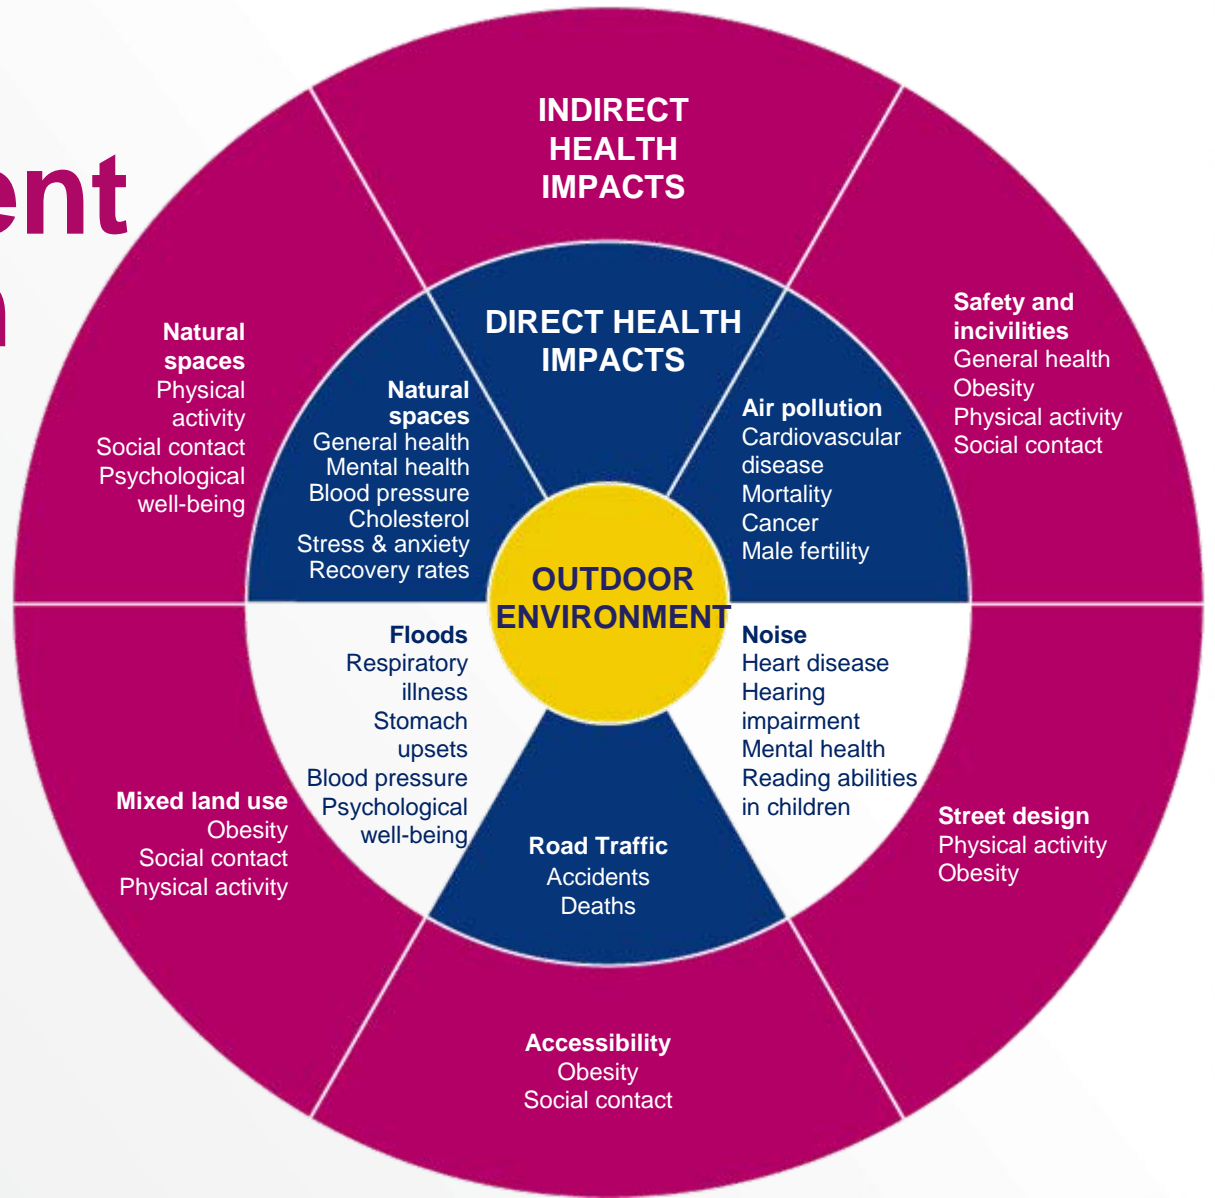 ent
INDIRECT
HEALTH
IMPACTS
DIRECT HEALTH
IMPACTS
Safety and
incivilities
General health
Obesity
Physical activity
Social contact
Natural
spaces
Physical
activity
Social contact
Psychological
well-being
Natural
spaces
General health
Mental health
Blood pressure
Cholesterol
Stress & anxiety
Recovery rates
Air pollution
Cardiovascular
disease
Mortality
Cancer
Male fertility
OUTDOOR
ENVIRONMENT
Floods
Respiratory
illness
Stomach
upsets
Blood pressure
Psychological
well-being
Noise
Heart disease
Hearing
impairment
Mental health
Reading abilities
in children
Mixed land use
Obesity
Social contact
Physical activity
Road Traffic
Accidents
Deaths
Street design
Physical activity
Obesity
Accessibility
Obesity
Social contact